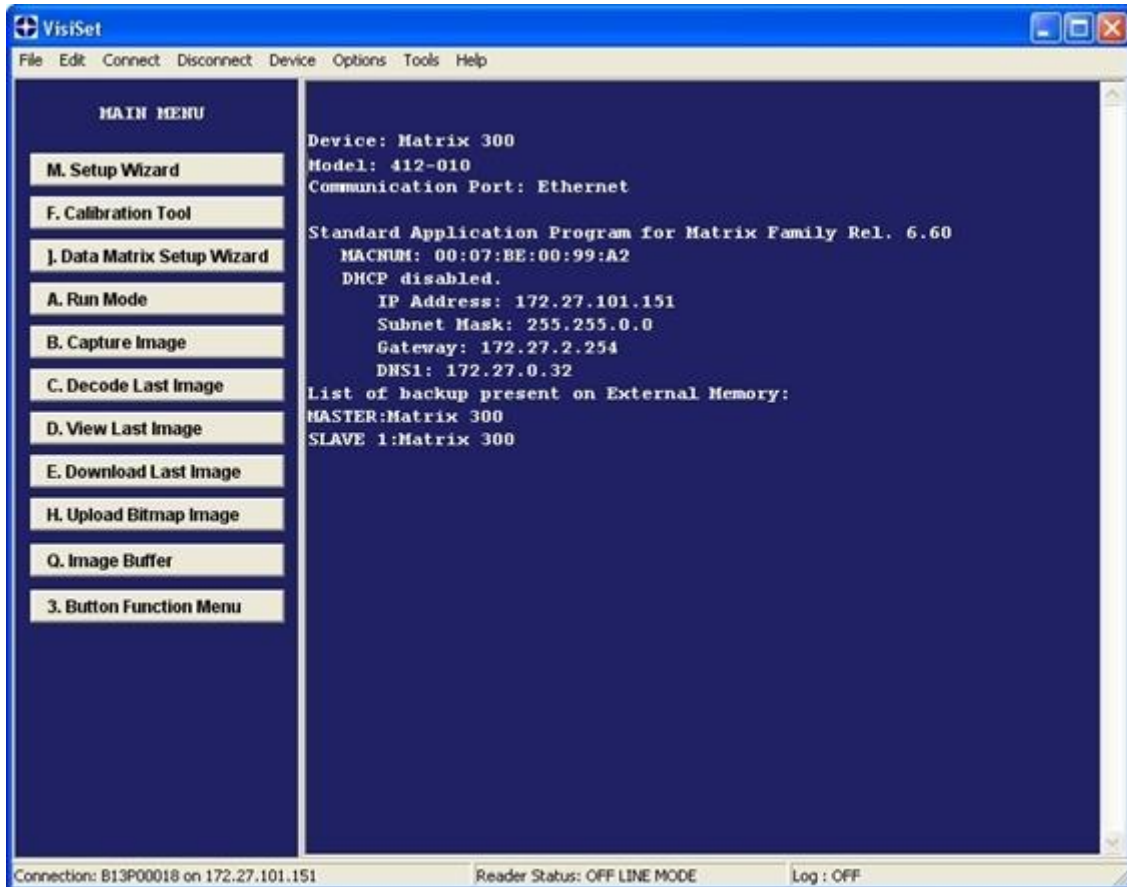 VisiSet
File Edit Connect Disconnect Device Options Tools Help
MAIN MENU
M. Setup Wizard
F. Calibration Tool
]. Data Matrix Setup Wizard
A. Run Mode
B. Capture Image
C. Decode Last Image
D. View Last Image
E. Download Last Image
H. Upload Bitmap Image
Q. Image Buffer
3. Button Function Menu
Device: Matrix 300
Model: 412-010
Communication Port: Ethernet
Standard Application Program for Matrix Family Rel. 6.60
MACNUM: 00:07:BE:00:99:A2
DHCP disabled.
IP Address: 172.27.101.151
Subnet Mask: 255.255.0.0
Gateway: 172.27.2.254
DNS1: 172.27.0.32
List of backup present on External Memory:
MASTER:Matrix 300
SLAVE 1:Matrix 300
Connection: B13P00018 on 172.27.101.151
Reader Status: OFF LINE MODE
Log : OFF